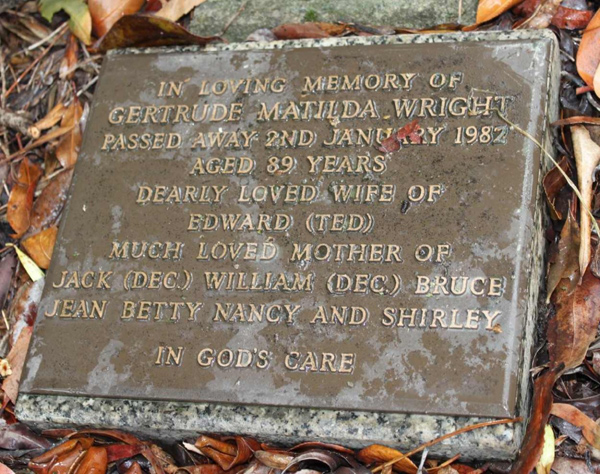 IN LOVING MEMORY OF
GERTRUDE MATILDA WRIGHT
PASSED AWAY 2ND JANUARY 1987
AGED 89 YEARS
DEARLY LOVED WIFE OF
EDWARD (TED)
MUCH LOVED MOTHER OF
JACK (DEC.) WILLIAM (DEC.) BRUCE
JEAN BETTY NANCY AND SHIRLEY
IN GOD'S CARE